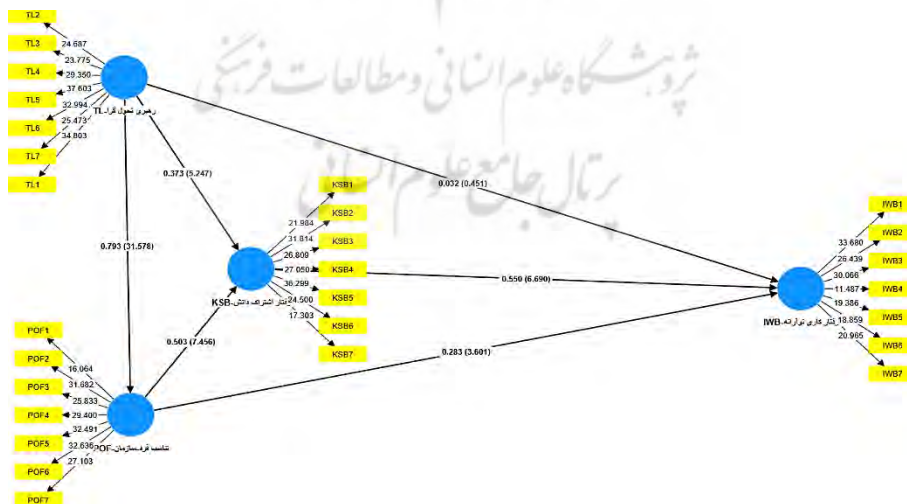 پژوهشگاه علوم انسانی و مطالعات فرهنگی
پرتال جامع علوم انسانی
TL2
TL3
TL4
TL5
TL6
TL7
TL1
24.687
23.775
29.350
37.603
32.994
25.473
34.803
رهبری تحول گرا-TL
0.373 (5.247)
0.032 (0.451)
0.793 (31.578)
KSB1
KSB2
KSB3
KSB4
KSB5
KSB6
KSB7
21.984
31.814
26.809
27.050
36.299
24.500
17.303
رفتار اشتراک دانش-KSB
0.550 (6.690)
0.503 (7.456)
0.283 (3.601)
IWB1
IWB2
IWB3
IWB4
IWB5
IWB6
IWB7
33.680
26.439
30.066
11.487
19.386
18.859
20.965
رفتار کاری نوآورانه-IWB
POF1
POF2
POF3
POF4
POF5
POF6
POF7
16.064
31.682
25.833
29.400
32.491
32.636
27.103
تناسب فرد-سازمان-POF